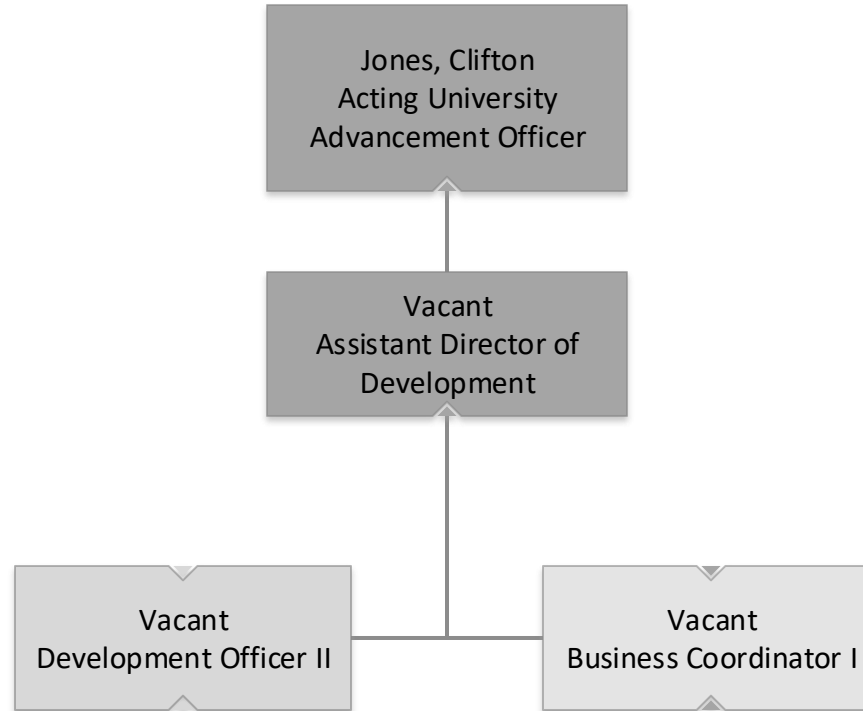 Jones, Clifton
Acting University
Advancement Officer
Vacant
Assistant Director of
Development
Vacant
Development Officer II
Vacant
Business Coordinator I